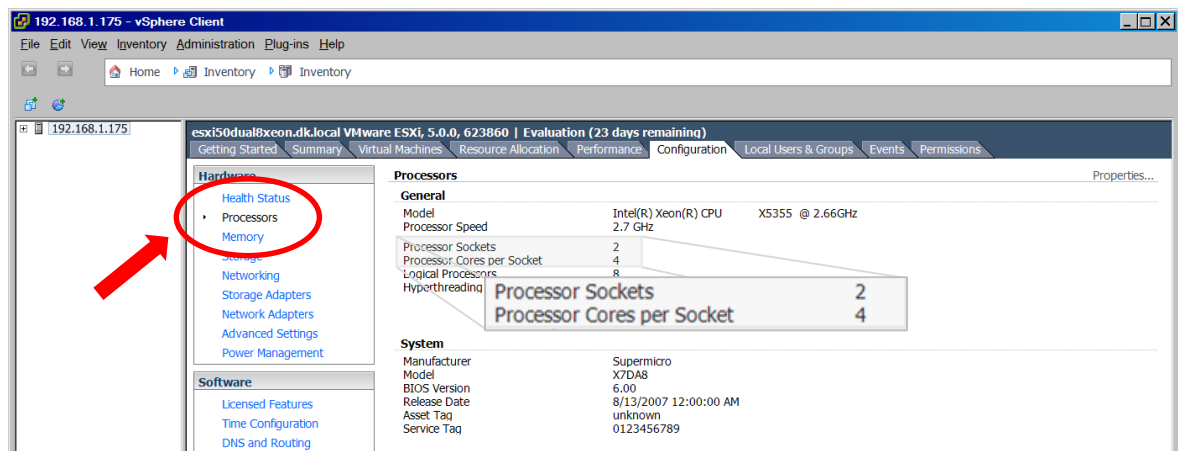 192.168.1.175 - vSphere Client
File Edit View Inventory Administration Plug-ins Help
Home Inventory Inventory
192.168.1.175
esxi50dual8xeon.dk.local VMware ESXi, 5.0.0, 623860 | Evaluation (23 days remaining)
Getting Started Summary Virtual Machines Resource Allocation Performance Configuration Local Users & Groups Events Permissions
Hardware
Health Status
Processors
Memory
Storage
Networking
Storage Adapters
Network Adapters
Advanced Settings
Power Management
Software
Licensed Features
Time Configuration
DNS and Routing
Processors Properties...
General
Model Intel(R) Xeon(R) CPU X5355 @ 2.66GHz
Processor Speed 2.7 GHz
Processor Sockets 2
Processor Cores per Socket 4
Logical Processors 8
Hyperthreading
Processor Sockets 2
Processor Cores per Socket 4
System
Manufacturer Supermicro
Model X7DA8
BIOS Version 6.00
Release Date 8/13/2007 12:00:00 AM
Asset Tag unknown
Service Tag 0123456789